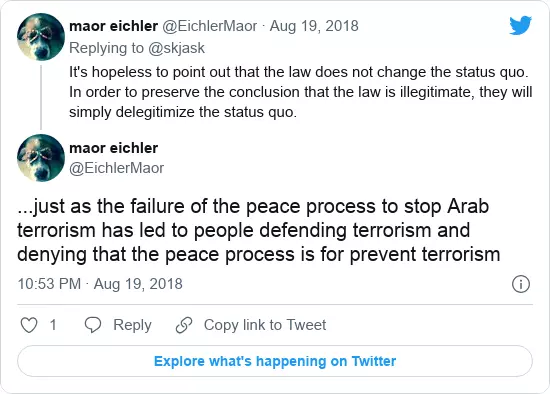 maor eichler @EichlerMaor · Aug 19, 2018
Replying to @skjask
It's hopeless to point out that the law does not change the status quo.
In order to preserve the conclusion that the law is illegitimate, they will
simply delegitimize the status quo.
maor eichler
@EichlerMaor
...just as the failure of the peace process to stop Arab
terrorism has led to people defending terrorism and
denying that the peace process is for prevent terrorism
10:53 PM · Aug 19, 2018
1 Reply Copy link to Tweet
Explore what's happening on Twitter